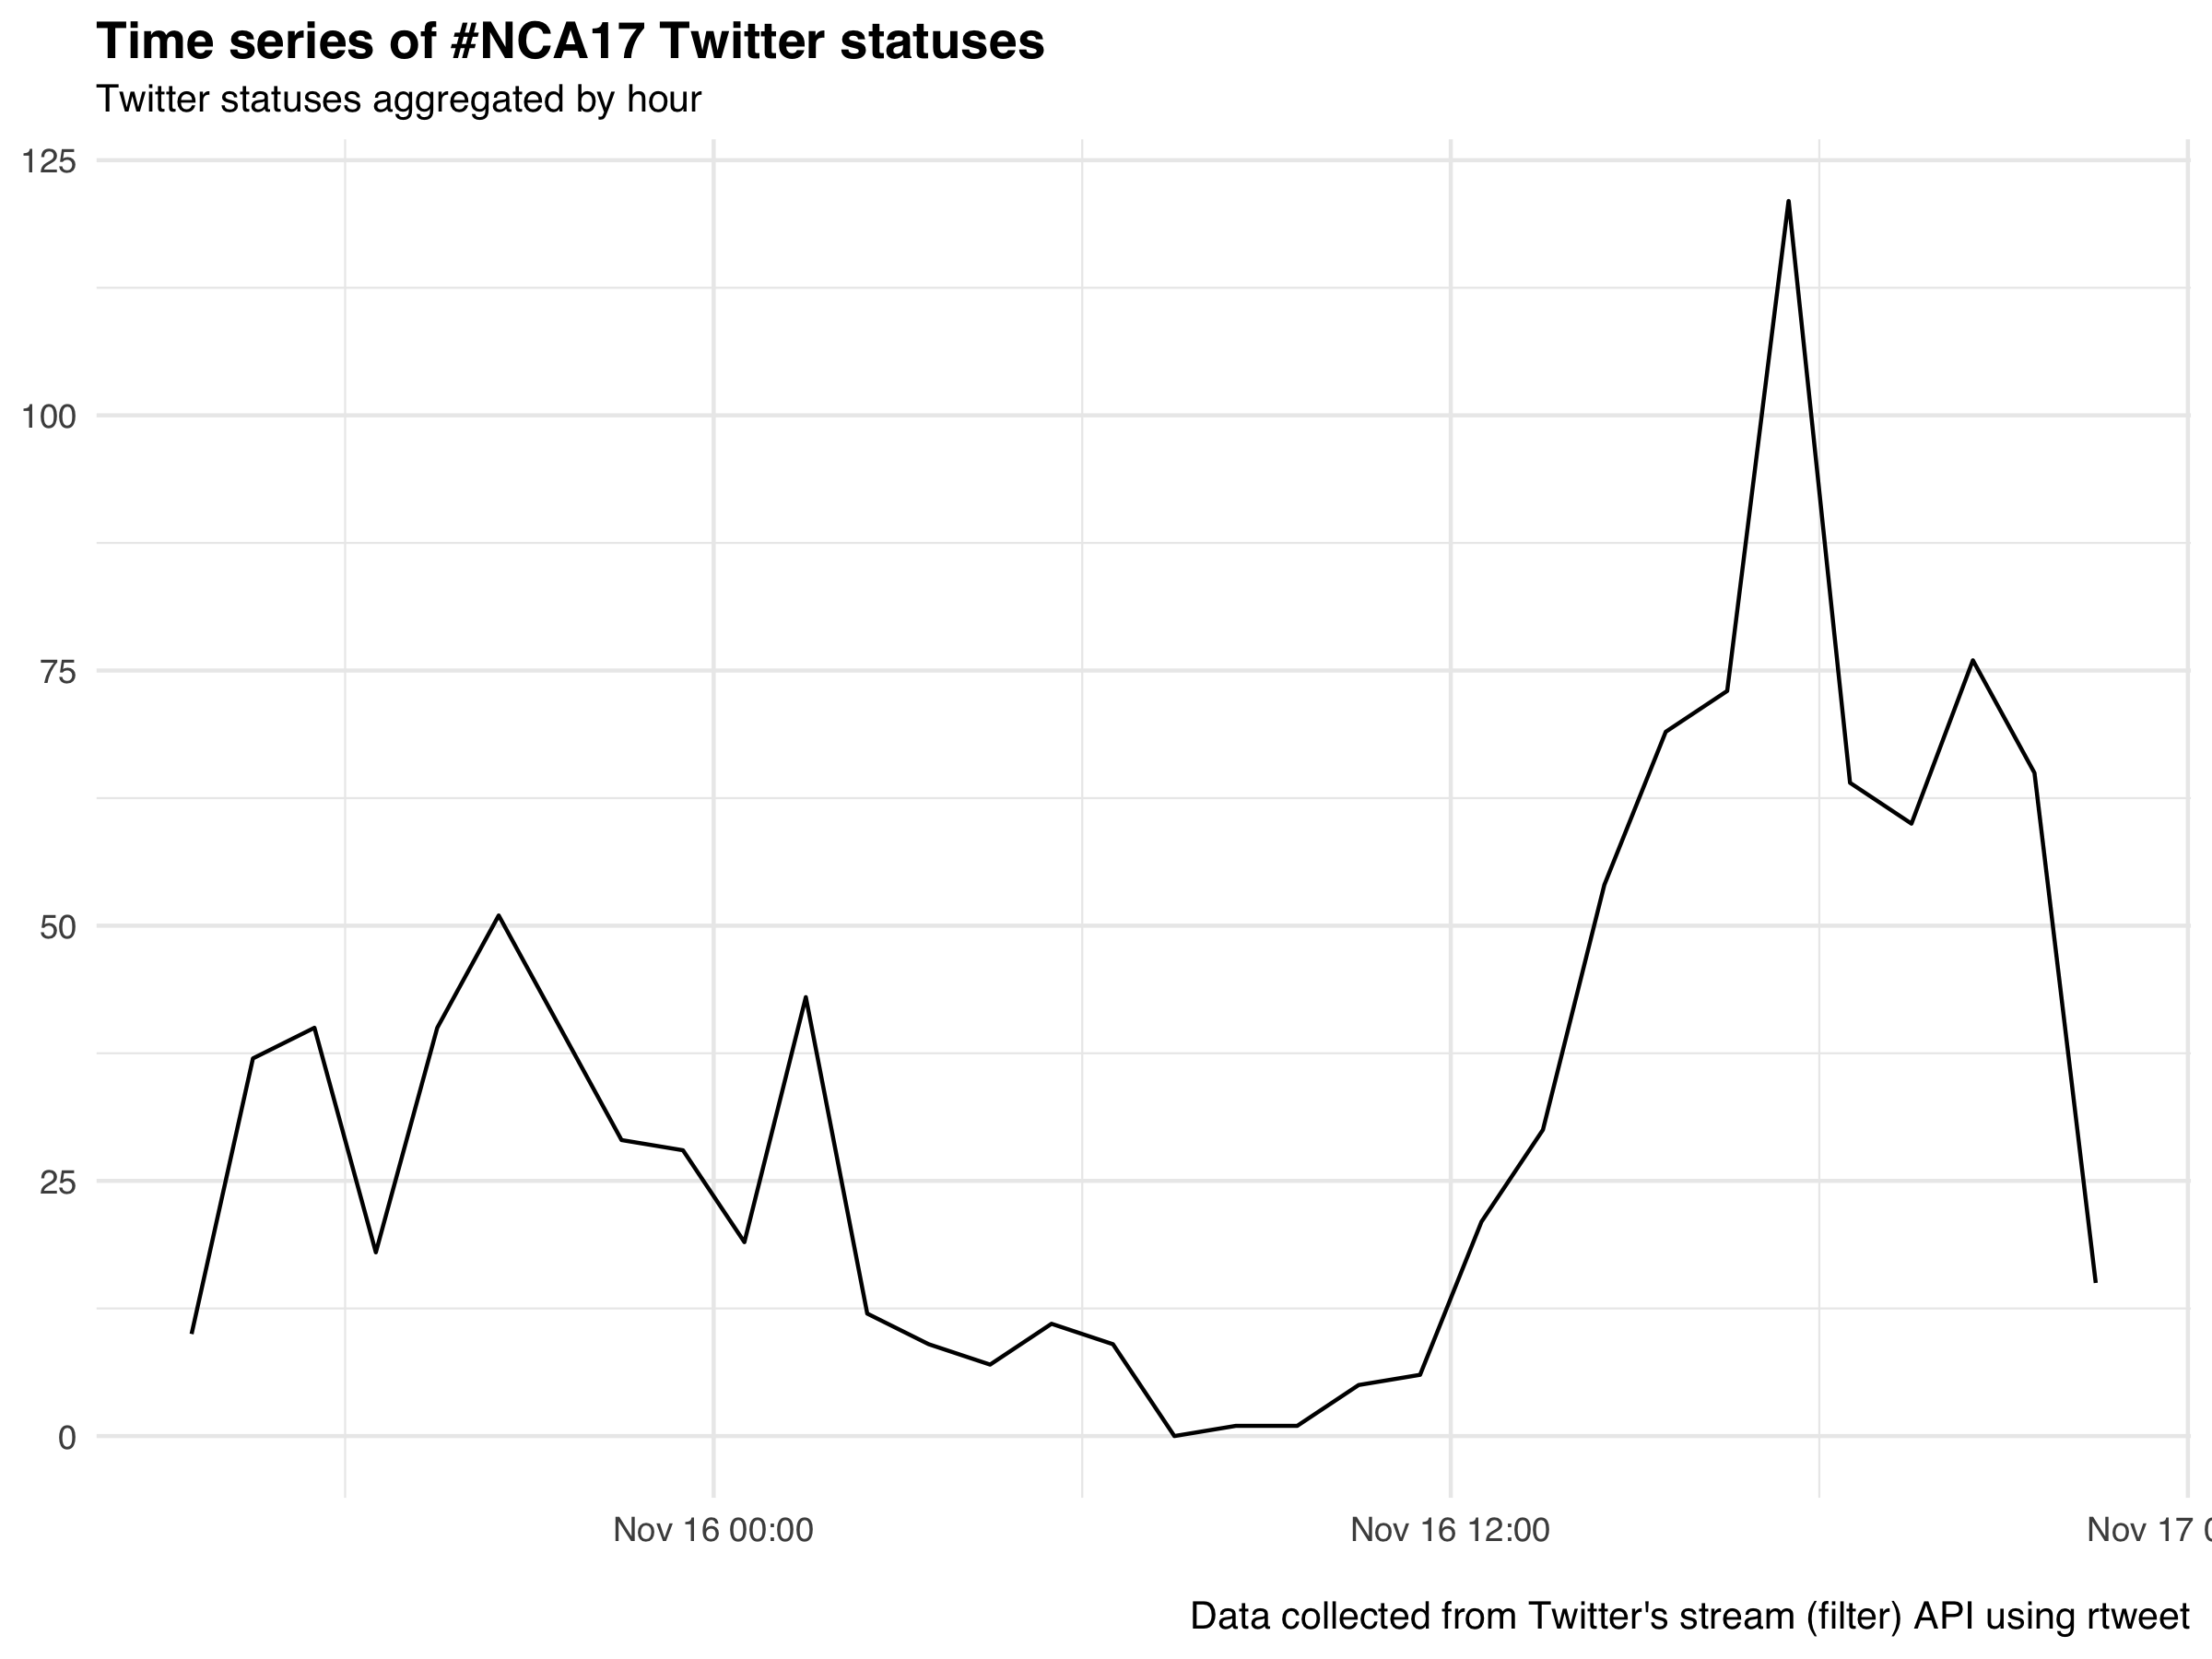 Time series of #NCA17 Twitter statuses
Twitter statuses aggregated by hour
125
100
75
50
25
0
Nov 16 00:00
Nov 16 12:00
Nov 17
Data collected from Twitter's stream (filter) API using rtweet